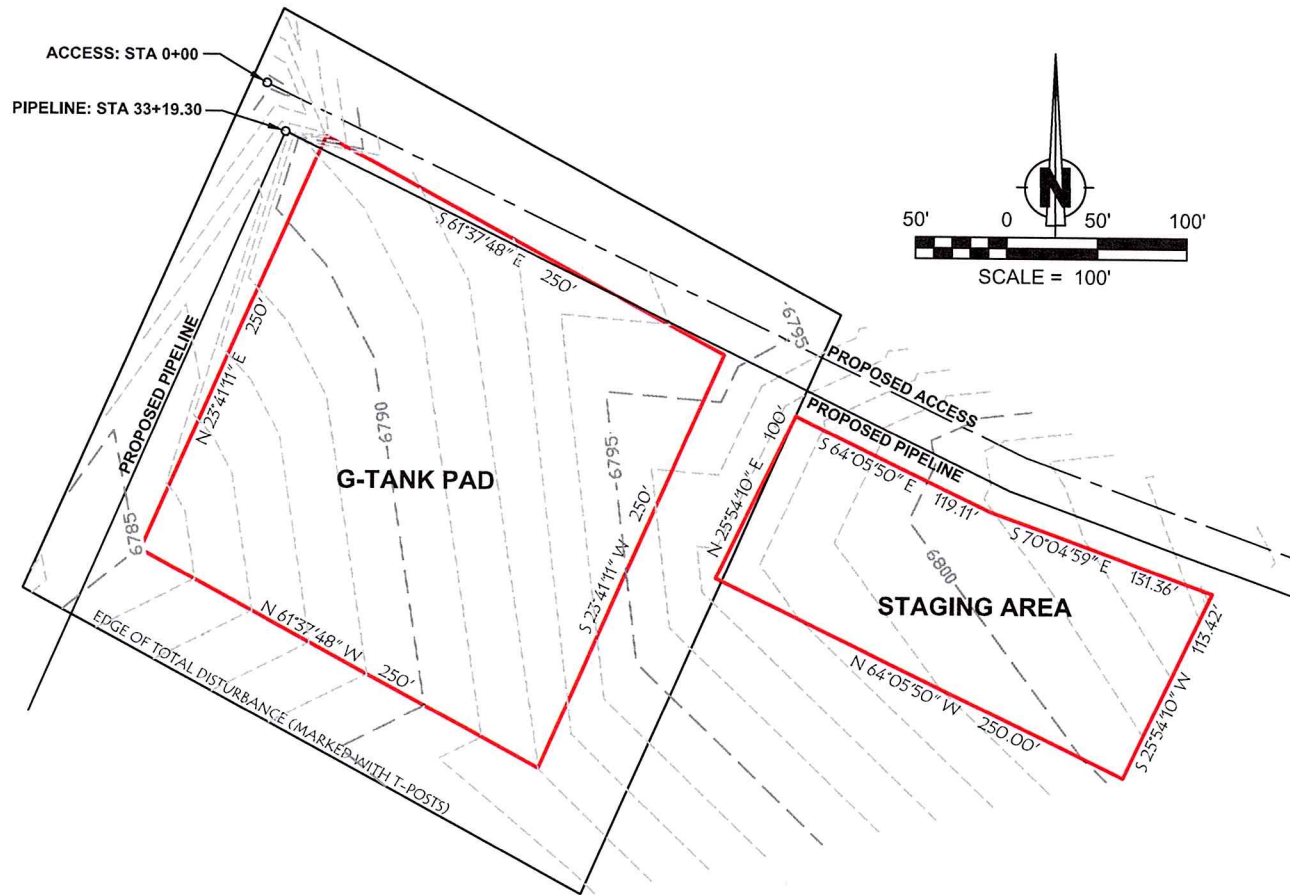 ACCESS: STA 0+00
PIPELINE: STA 33+19.30
N
50' 0 50' 100'
SCALE = 100'
S 61°37'48" E 250'
N 23°41'11" E 250'
PROPOSED PIPELINE
6790
G-TANK PAD
6785
N 61°37'48" W 250'
S 23°41'11" W 250'
6795
6795
EDGE OF TOTAL DISTURBANCE (MARKED WITH T-POSTS)
PROPOSED ACCESS
PROPOSED PIPELINE
N 25°54'10" E 100'
S 64°05'50" E 119.11'
S 70°04'59" E 131.36'
6800
STAGING AREA
N 64°05'50" W 250.00'
S 25°54'10" W 113.42'